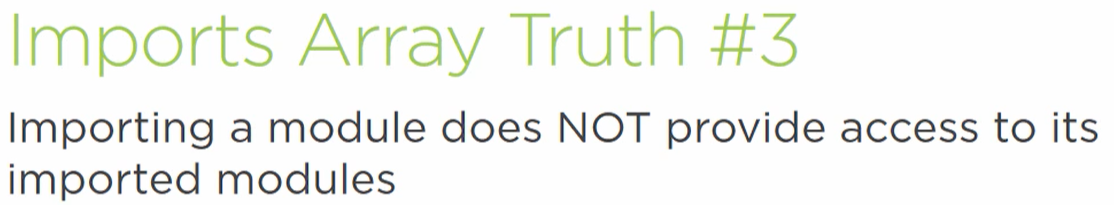 Imports Array Truth #3
Importing a module does NOT provide access to its
imported modules